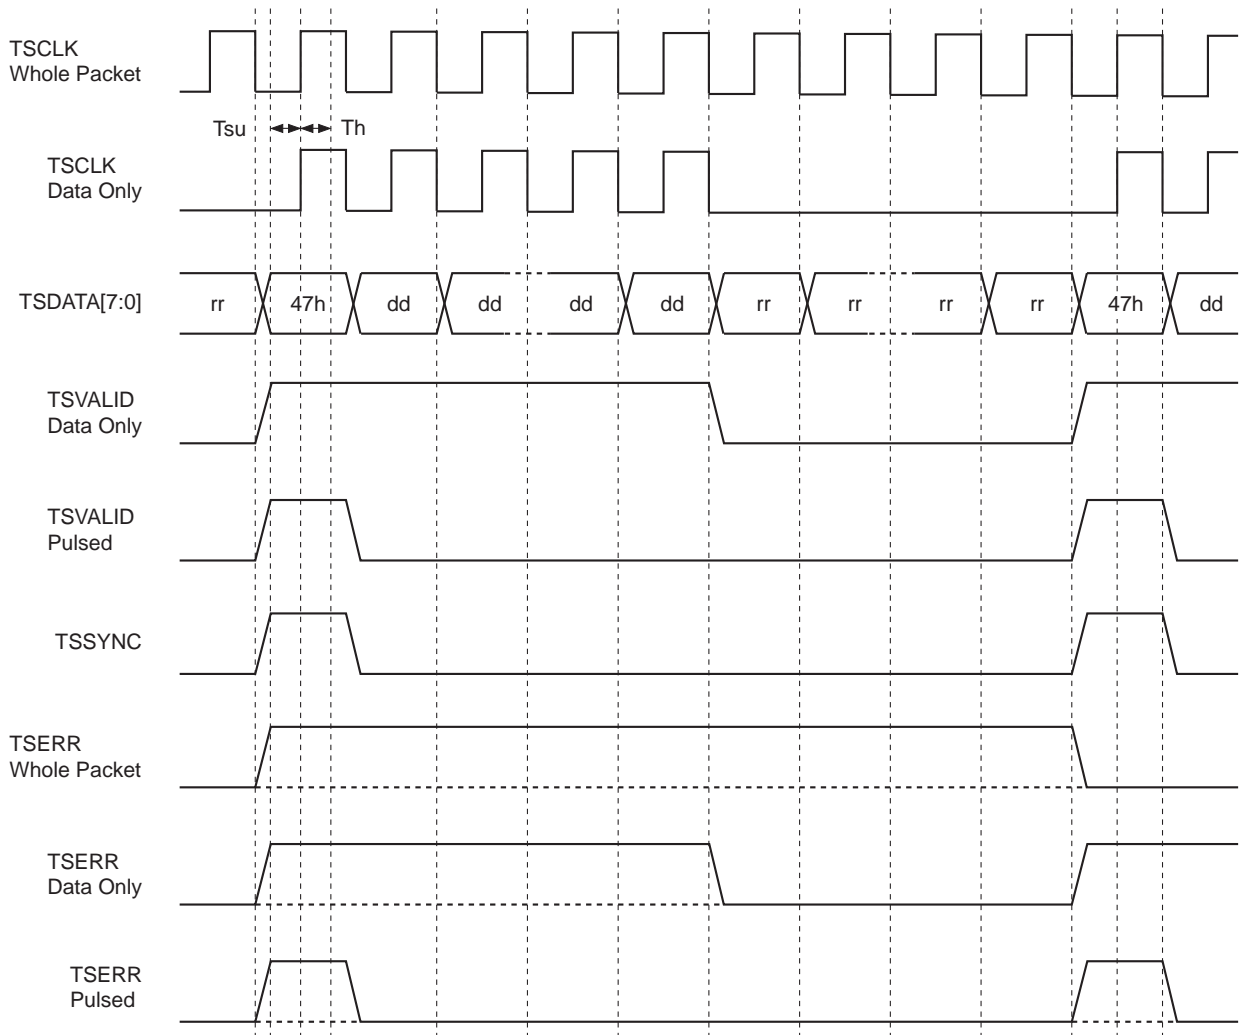 TSCLK
Whole Packet
Tsu
Th
TSCLK
Data Only
TSDATA[7:0]
rr 47h dd dd dd dd rr rr rr rr 47h dd
TSVALID
Data Only
TSVALID
Pulsed
TSSYNC
TSERR
Whole Packet
TSERR
Data Only
TSERR
Pulsed